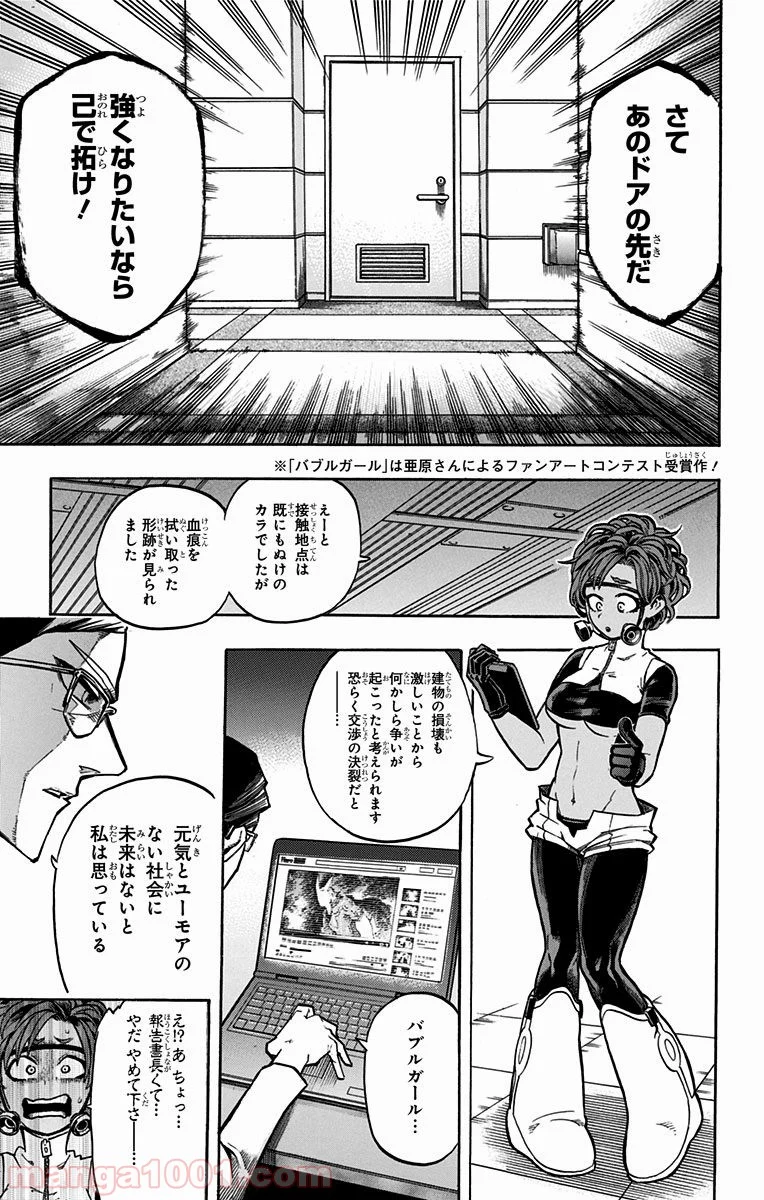 さて
あのドアの先だ
強くなりたいなら
己で拓け!
※「バブルガール」は亜原さんによるファンアートコンテスト受賞作!
えーと
接触地点は
既にもぬけの
カラでしたが
血痕を
拭い取った
形跡が見られ
ました
建物の損壊も
激しいことから
何かしら争いが
起こったと考えられます
恐らく交渉の決裂だと
………
元気とユーモアの
ない社会に
未来はないと
私は思っている
バブルガール…
え!? あ ちょっ…
報告書長くて…
やだ やめて下さ
manga1001.com